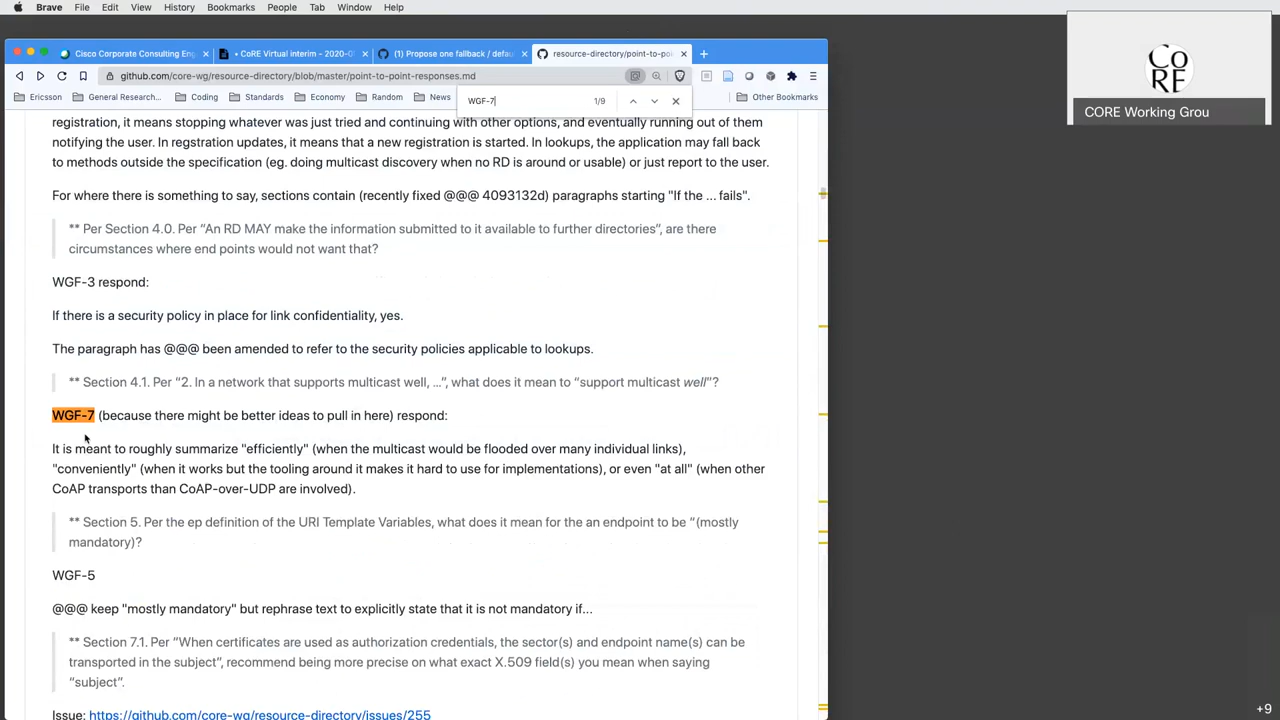 Brave File Edit View History Bookmarks People Tab Window Help
Cisco Corporate Consulting Eng
• CoRE Virtual interim – 2020-0
(1) Propose one fallback / defau
resource-directory/point-to-poi
github.com/core-wg/resource-directory/blob/master/point-to-point-responses.md
Ericsson General Research... Coding Standards Economy Random News Other Bookmarks
WGF-7 1/9
registration, it means stopping whatever was just tried and continuing with other options, and eventually running out of them
notifying the user. In regstration updates, it means that a new registration is started. In lookups, the application may fall back
to methods outside the specification (eg. doing multicast discovery when no RD is around or usable) or just report to the user.
For where there is something to say, sections contain (recently fixed @@@ 4093132d) paragraphs starting "If the ... fails".
** Per Section 4.0. Per “An RD MAY make the information submitted to it available to further directories”, are there
circumstances where end points would not want that?
WGF-3 respond:
If there is a security policy in place for link confidentiality, yes.
The paragraph has @@@ been amended to refer to the security policies applicable to lookups.
** Section 4.1. Per “2. In a network that supports multicast well, …”, what does it mean to “support multicast well”?
WGF-7 (because there might be better ideas to pull in here) respond:
It is meant to roughly summarize "efficiently" (when the multicast would be flooded over many individual links),
"conveniently" (when it works but the tooling around it makes it hard to use for implementations), or even "at all" (when other
CoAP transports than CoAP-over-UDP are involved).
** Section 5. Per the ep definition of the URI Template Variables, what does it mean for the an endpoint to be “(mostly
mandatory)?
WGF-5
@@@ keep "mostly mandatory" but rephrase text to explicitly state that it is not mandatory if...
** Section 7.1. Per “When certificates are used as authorization credentials, the sector(s) and endpoint name(s) can be
transported in the subject”, recommend being more precise on what exact X.509 field(s) you mean when saying
“subject”.
Issue: https://github.com/core-wg/resource-directory/issues/255
CO
RE
CORE Working Grou
+9